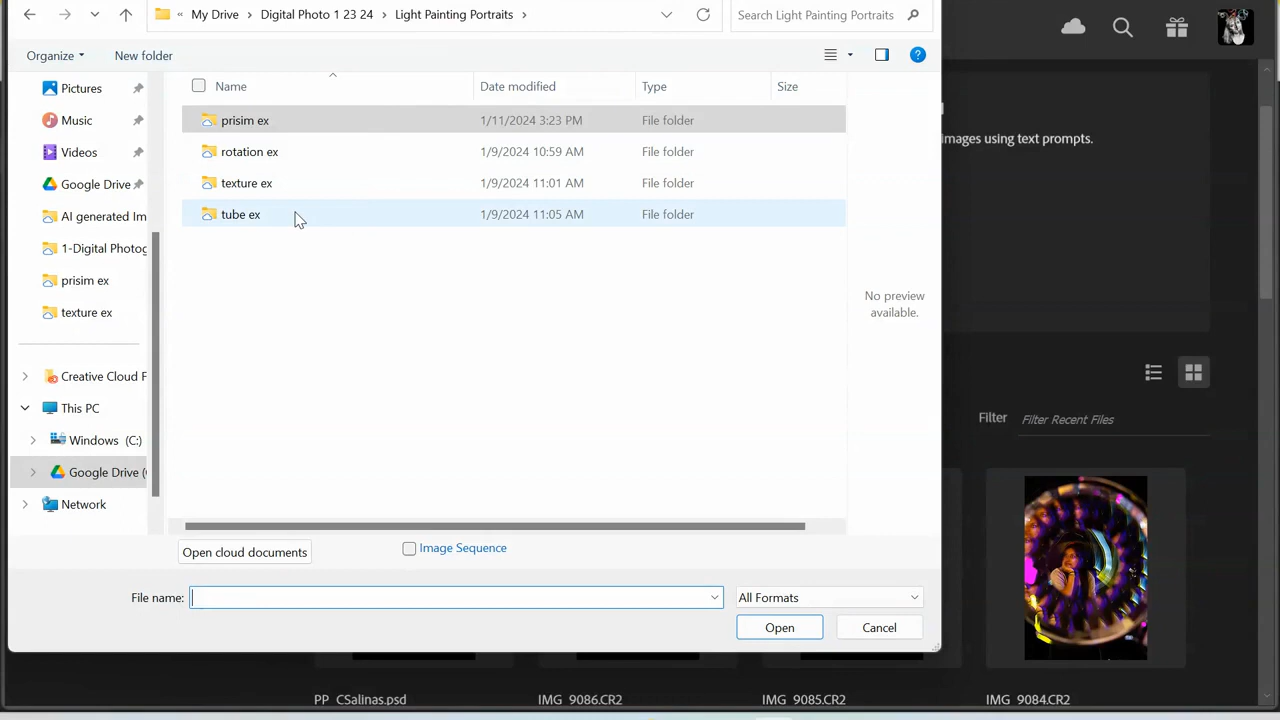 « My Drive > Digital Photo 1 23 24 > Light Painting Portraits >
Search Light Painting Portraits
Organize
New folder
?
Name
Date modified
Type
Size
prisim ex
1/11/2024 3:23 PM
File folder
rotation ex
1/9/2024 10:59 AM
File folder
texture ex
1/9/2024 11:01 AM
File folder
tube ex
1/9/2024 11:05 AM
File folder
Pictures
Music
Videos
Google Drive
AI generated Im
1-Digital Photog
prisim ex
texture ex
Creative Cloud F
This PC
Windows (C:)
Google Drive (
Network
No preview
available.
Open cloud documents
Image Sequence
File name:
All Formats
Open
Cancel
mages using text prompts.
Filter
Filter Recent Files
PP_CSalinas.psd
IMG_9086.CR2
IMG_9085.CR2
IMG_9084.CR2